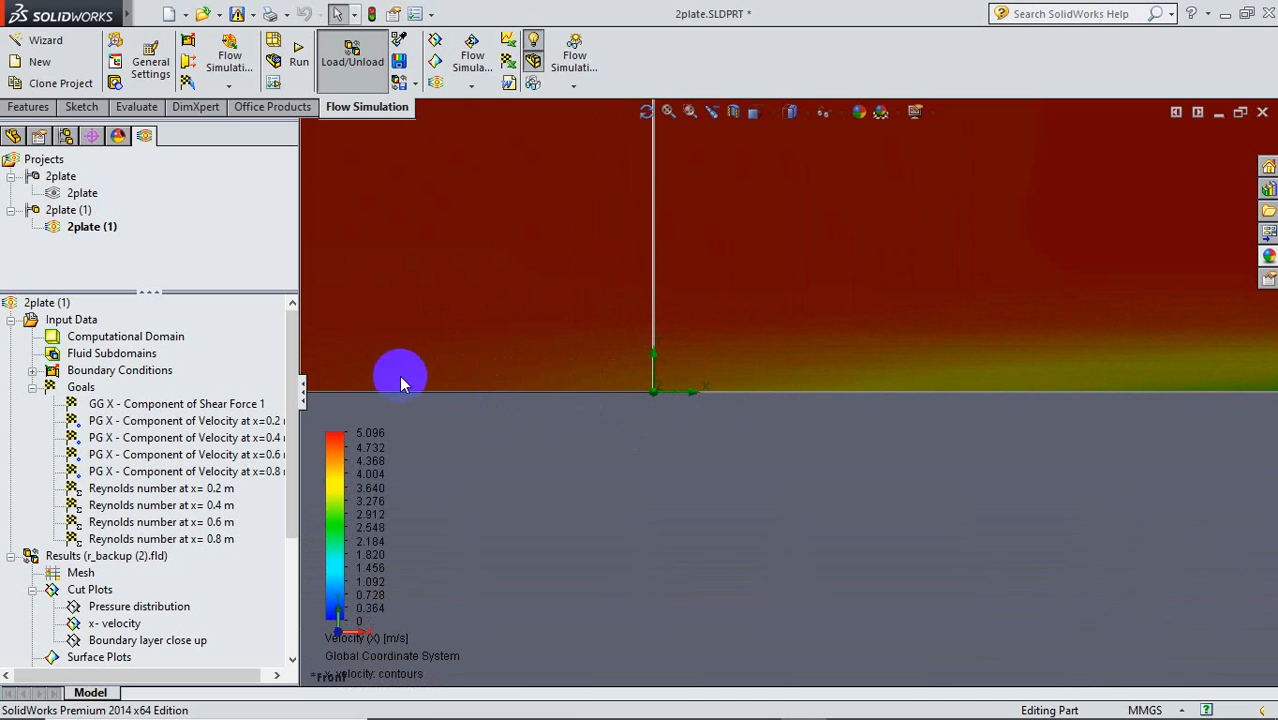 SOLIDWORKS
2plate.SLDPRT *
Search SolidWorks Help
Wizard
New
Clone Project
General
Settings
Flow
Simulati...
Run
Load/Unload
Flow
Simula...
Flow
Simulati...
Features
Sketch
Evaluate
DimXpert
Office Products
Flow Simulation
Projects
2plate
2plate
2plate (1)
2plate (1)
2plate (1)
Input Data
Computational Domain
Fluid Subdomains
Boundary Conditions
Goals
GG X - Component of Shear Force 1
PG X - Component of Velocity at x=0.2
PG X - Component of Velocity at x=0.4
PG X - Component of Velocity at x=0.6
PG X - Component of Velocity at x=0.8
Reynolds number at x= 0.2 m
Reynolds number at x= 0.4 m
Reynolds number at x= 0.6 m
Reynolds number at x= 0.8 m
Results (r_backup (2).fld)
Mesh
Cut Plots
Pressure distribution
x- velocity
Boundary layer close up
Surface Plots
5.096
4.732
4.368
4.004
3.640
3.276
2.912
2.548
2.184
1.820
1.456
1.092
0.728
0.364
0
Velocity (X) [m/s]
Global Coordinate System
x- velocity: contours
*Front
Model
SolidWorks Premium 2014 x64 Edition
Editing Part
MMGS